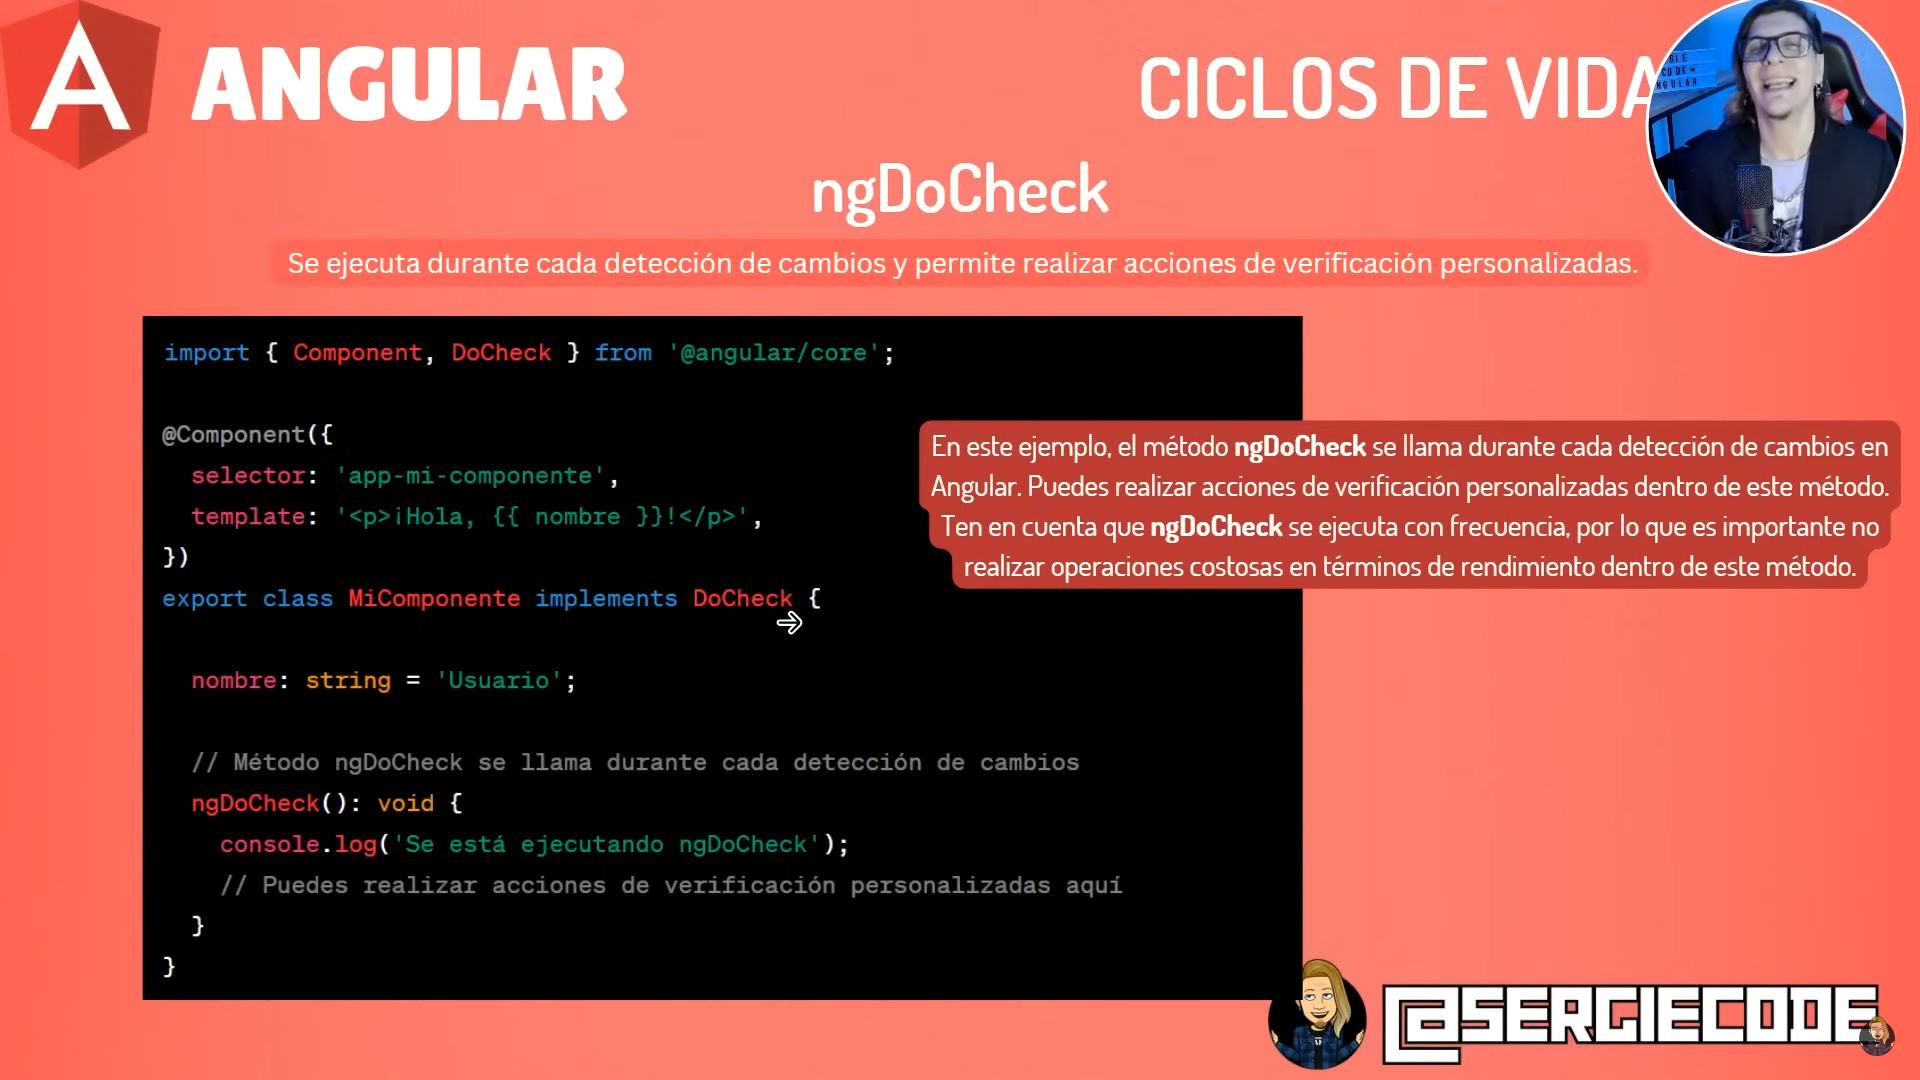 ANGULAR
CICLOS DE VIDA
ngDoCheck
Se ejecuta durante cada detección de cambios y permite realizar acciones de verificación personalizadas.
import { Component, DoCheck } from '@angular/core';
@Component({
  selector: 'app-mi-componente',
  template: '<p>¡Hola, {{ nombre }}!</p>',
})
export class MiComponente implements DoCheck {
  nombre: string = 'Usuario';
  // Método ngDoCheck se llama durante cada detección de cambios
  ngDoCheck(): void {
    console.log('Se está ejecutando ngDoCheck');
    // Puedes realizar acciones de verificación personalizadas aquí
  }
}
En este ejemplo, el método ngDoCheck se llama durante cada detección de cambios en
Angular. Puedes realizar acciones de verificación personalizadas dentro de este método.
Ten en cuenta que ngDoCheck se ejecuta con frecuencia, por lo que es importante no
realizar operaciones costosas en términos de rendimiento dentro de este método.
@SERGIECODE